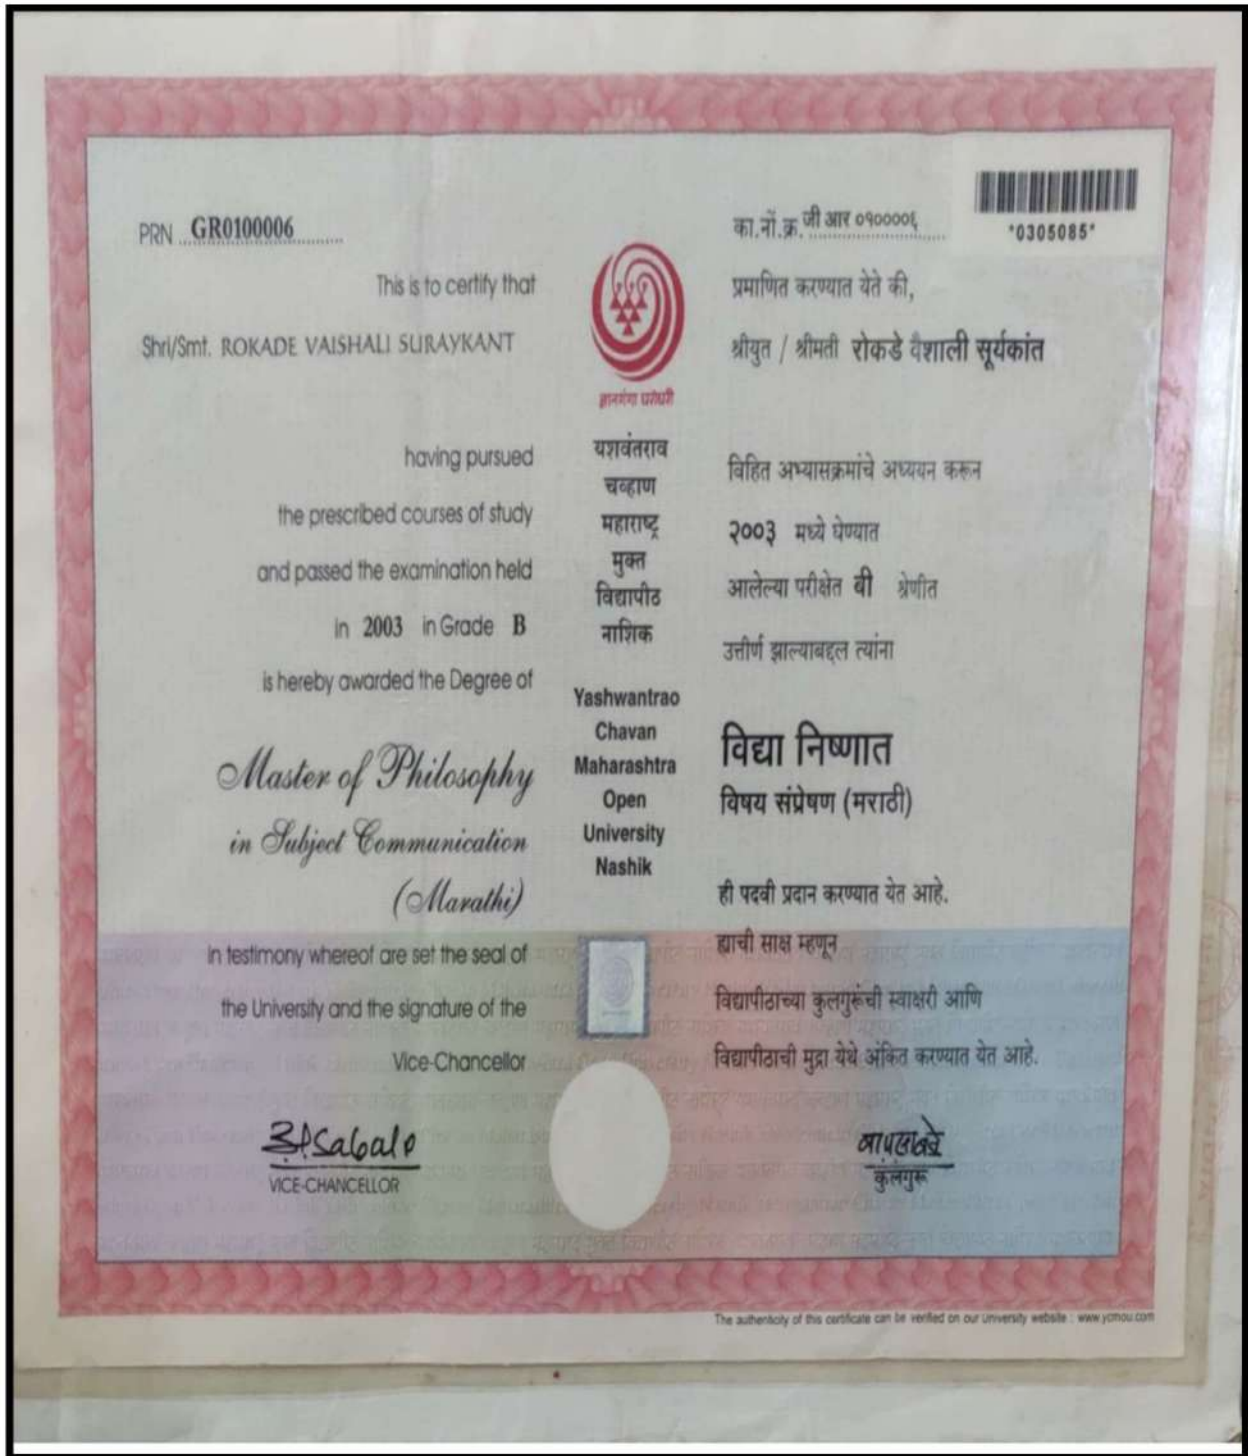 PRN GR0100006
This is to certify that
Shri/Smt. ROKADE VAISHALI SURAYKANT
having pursued
the prescribed courses of study
and passed the examination held
in 2003 in Grade B
is hereby awarded the Degree of
Master of Philosophy
in Subject Communication
(Marathi)
in testimony whereof are set the seal of
the University and the signature of the
Vice-Chancellor
VICE-CHANCELLOR
ज्ञानगंगा घरोघरी
यशवंतराव
चव्हाण
महाराष्ट्र
मुक्त
विद्यापीठ
नाशिक
Yashwantrao
Chavan
Maharashtra
Open
University
Nashik
*0305085*
का.नों.क्र. जी आर ०१००००६
प्रमाणित करण्यात येते की,
श्रीयुत / श्रीमती रोकडे वैशाली सूर्यकांत
विहित अभ्यासक्रमांचे अध्ययन करून
२००३ मध्ये घेण्यात
आलेल्या परीक्षेत बी श्रेणीत
उत्तीर्ण झाल्याबद्दल त्यांना
विद्या निष्णात
विषय संप्रेषण (मराठी)
ही पदवी प्रदान करण्यात येत आहे.
ह्याची साक्ष म्हणून
विद्यापीठाच्या कुलगुरूंची स्वाक्षरी आणि
विद्यापीठाची मुद्रा येथे अंकित करण्यात येत आहे.
कुलगुरू
The authenticity of this certificate can be verified on our university website : www.ycmou.com